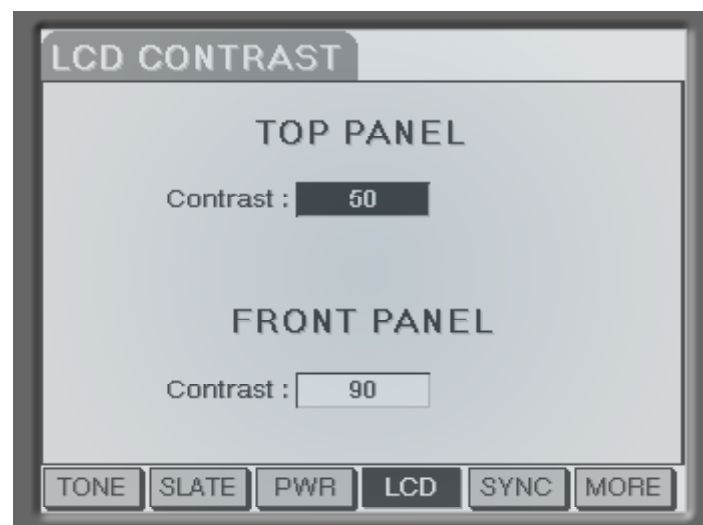 LCD CONTRAST
TOP PANEL
Contrast : 50
FRONT PANEL
Contrast : 90
TONE SLATE PWR LCD SYNC MORE